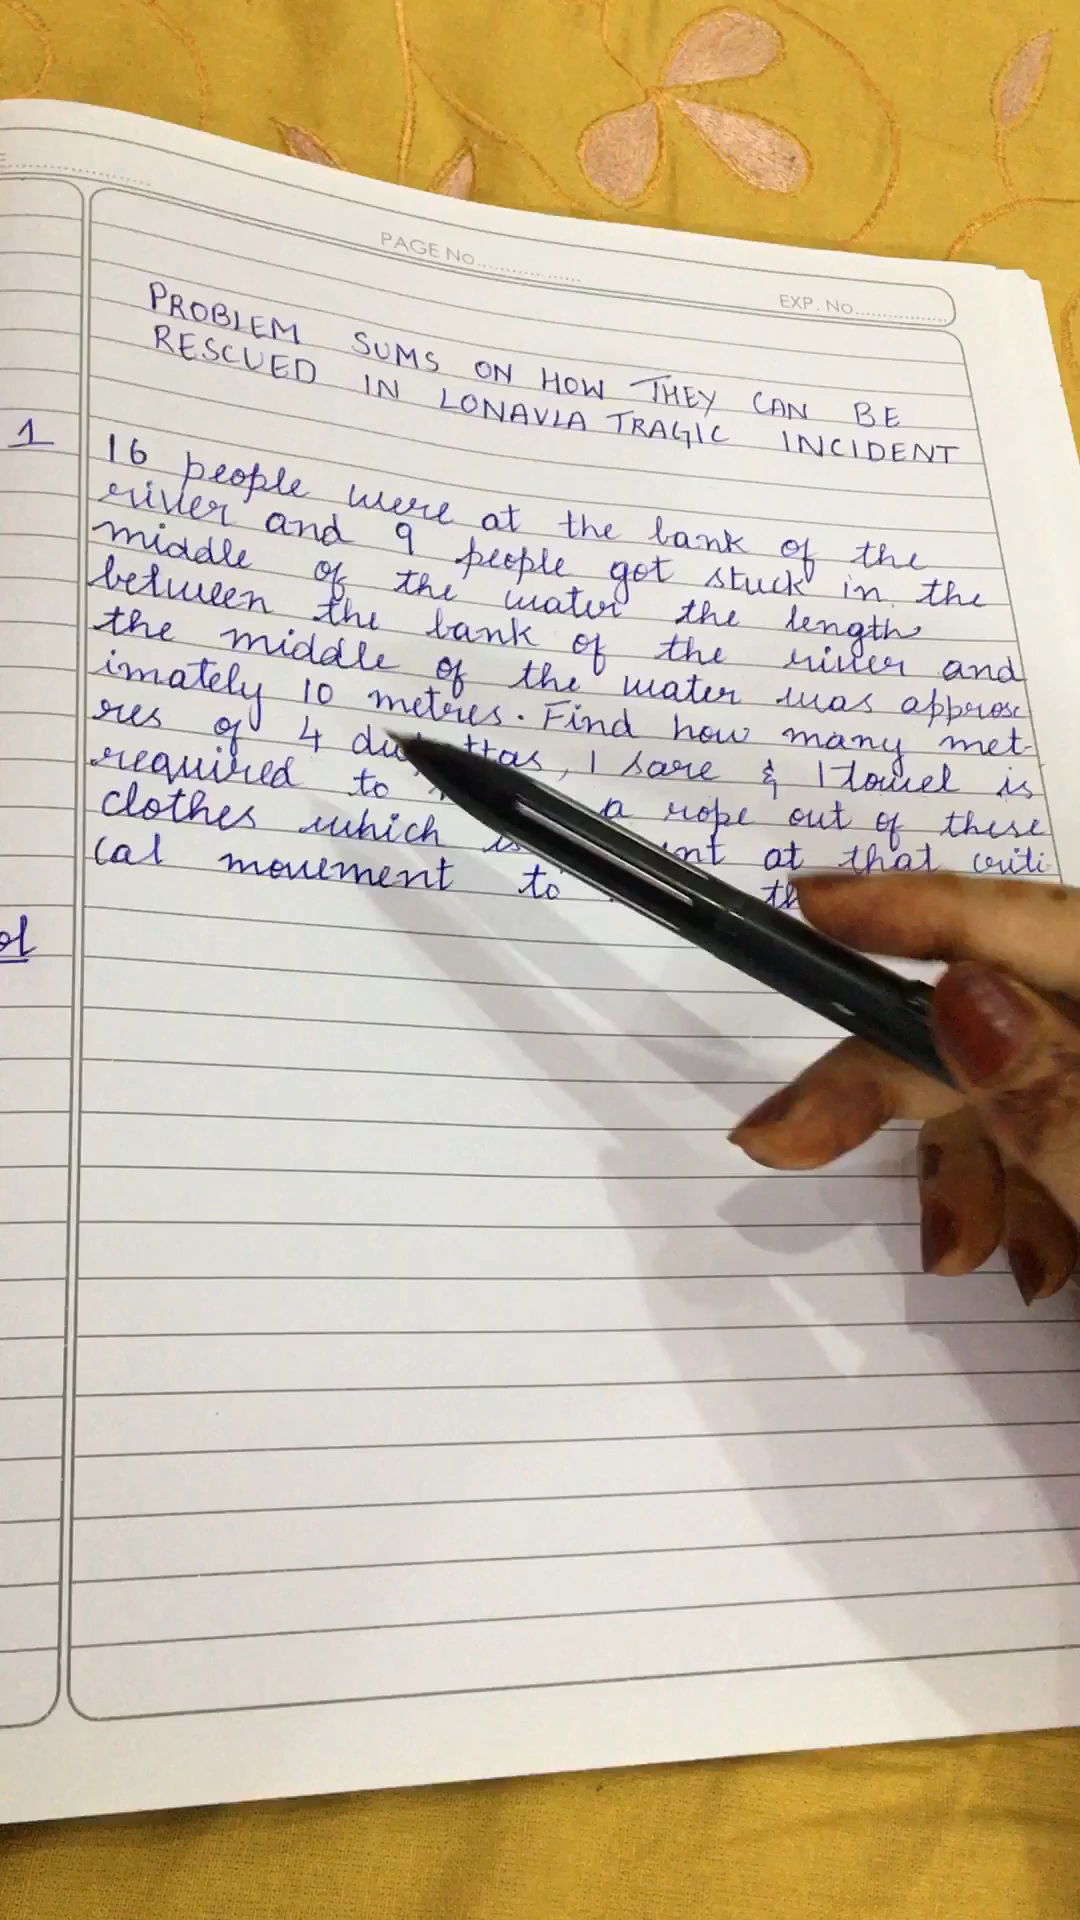 PAGE No.
EXP. No.
PROBLEM SUMS ON HOW THEY CAN BE
RESCUED IN LONAVLA TRAGIC INCIDENT
1 16 people were at the bank of the
river and 9 people got stuck in the
middle of the water the length
between the bank of the river and
the middle of the water was approx
imately 10 metres. Find how many met-
res of 4 ttas, 1 sare & 1 towel is
required to a rope out of these
clothes which at that criti
cal movement to
ol